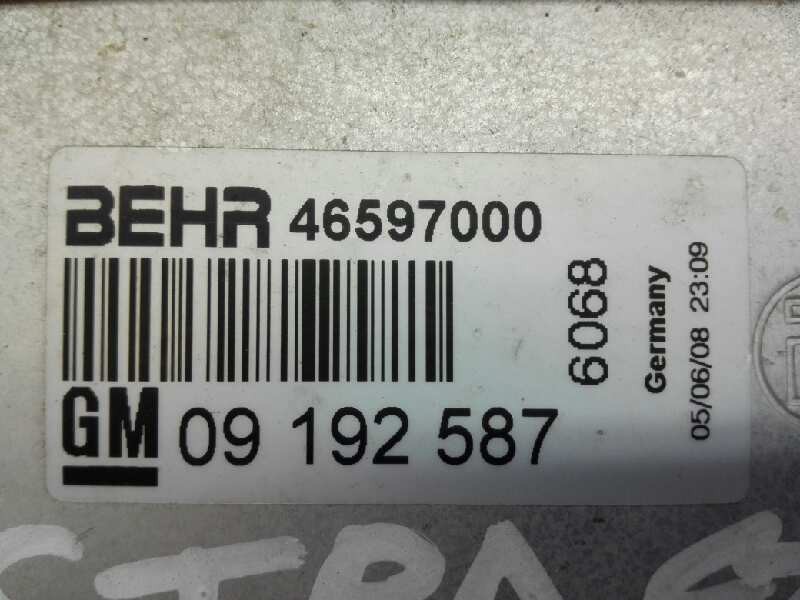 BEHR 46597000
GM 09 192 587
6068
Germany
05/06/08 23:09